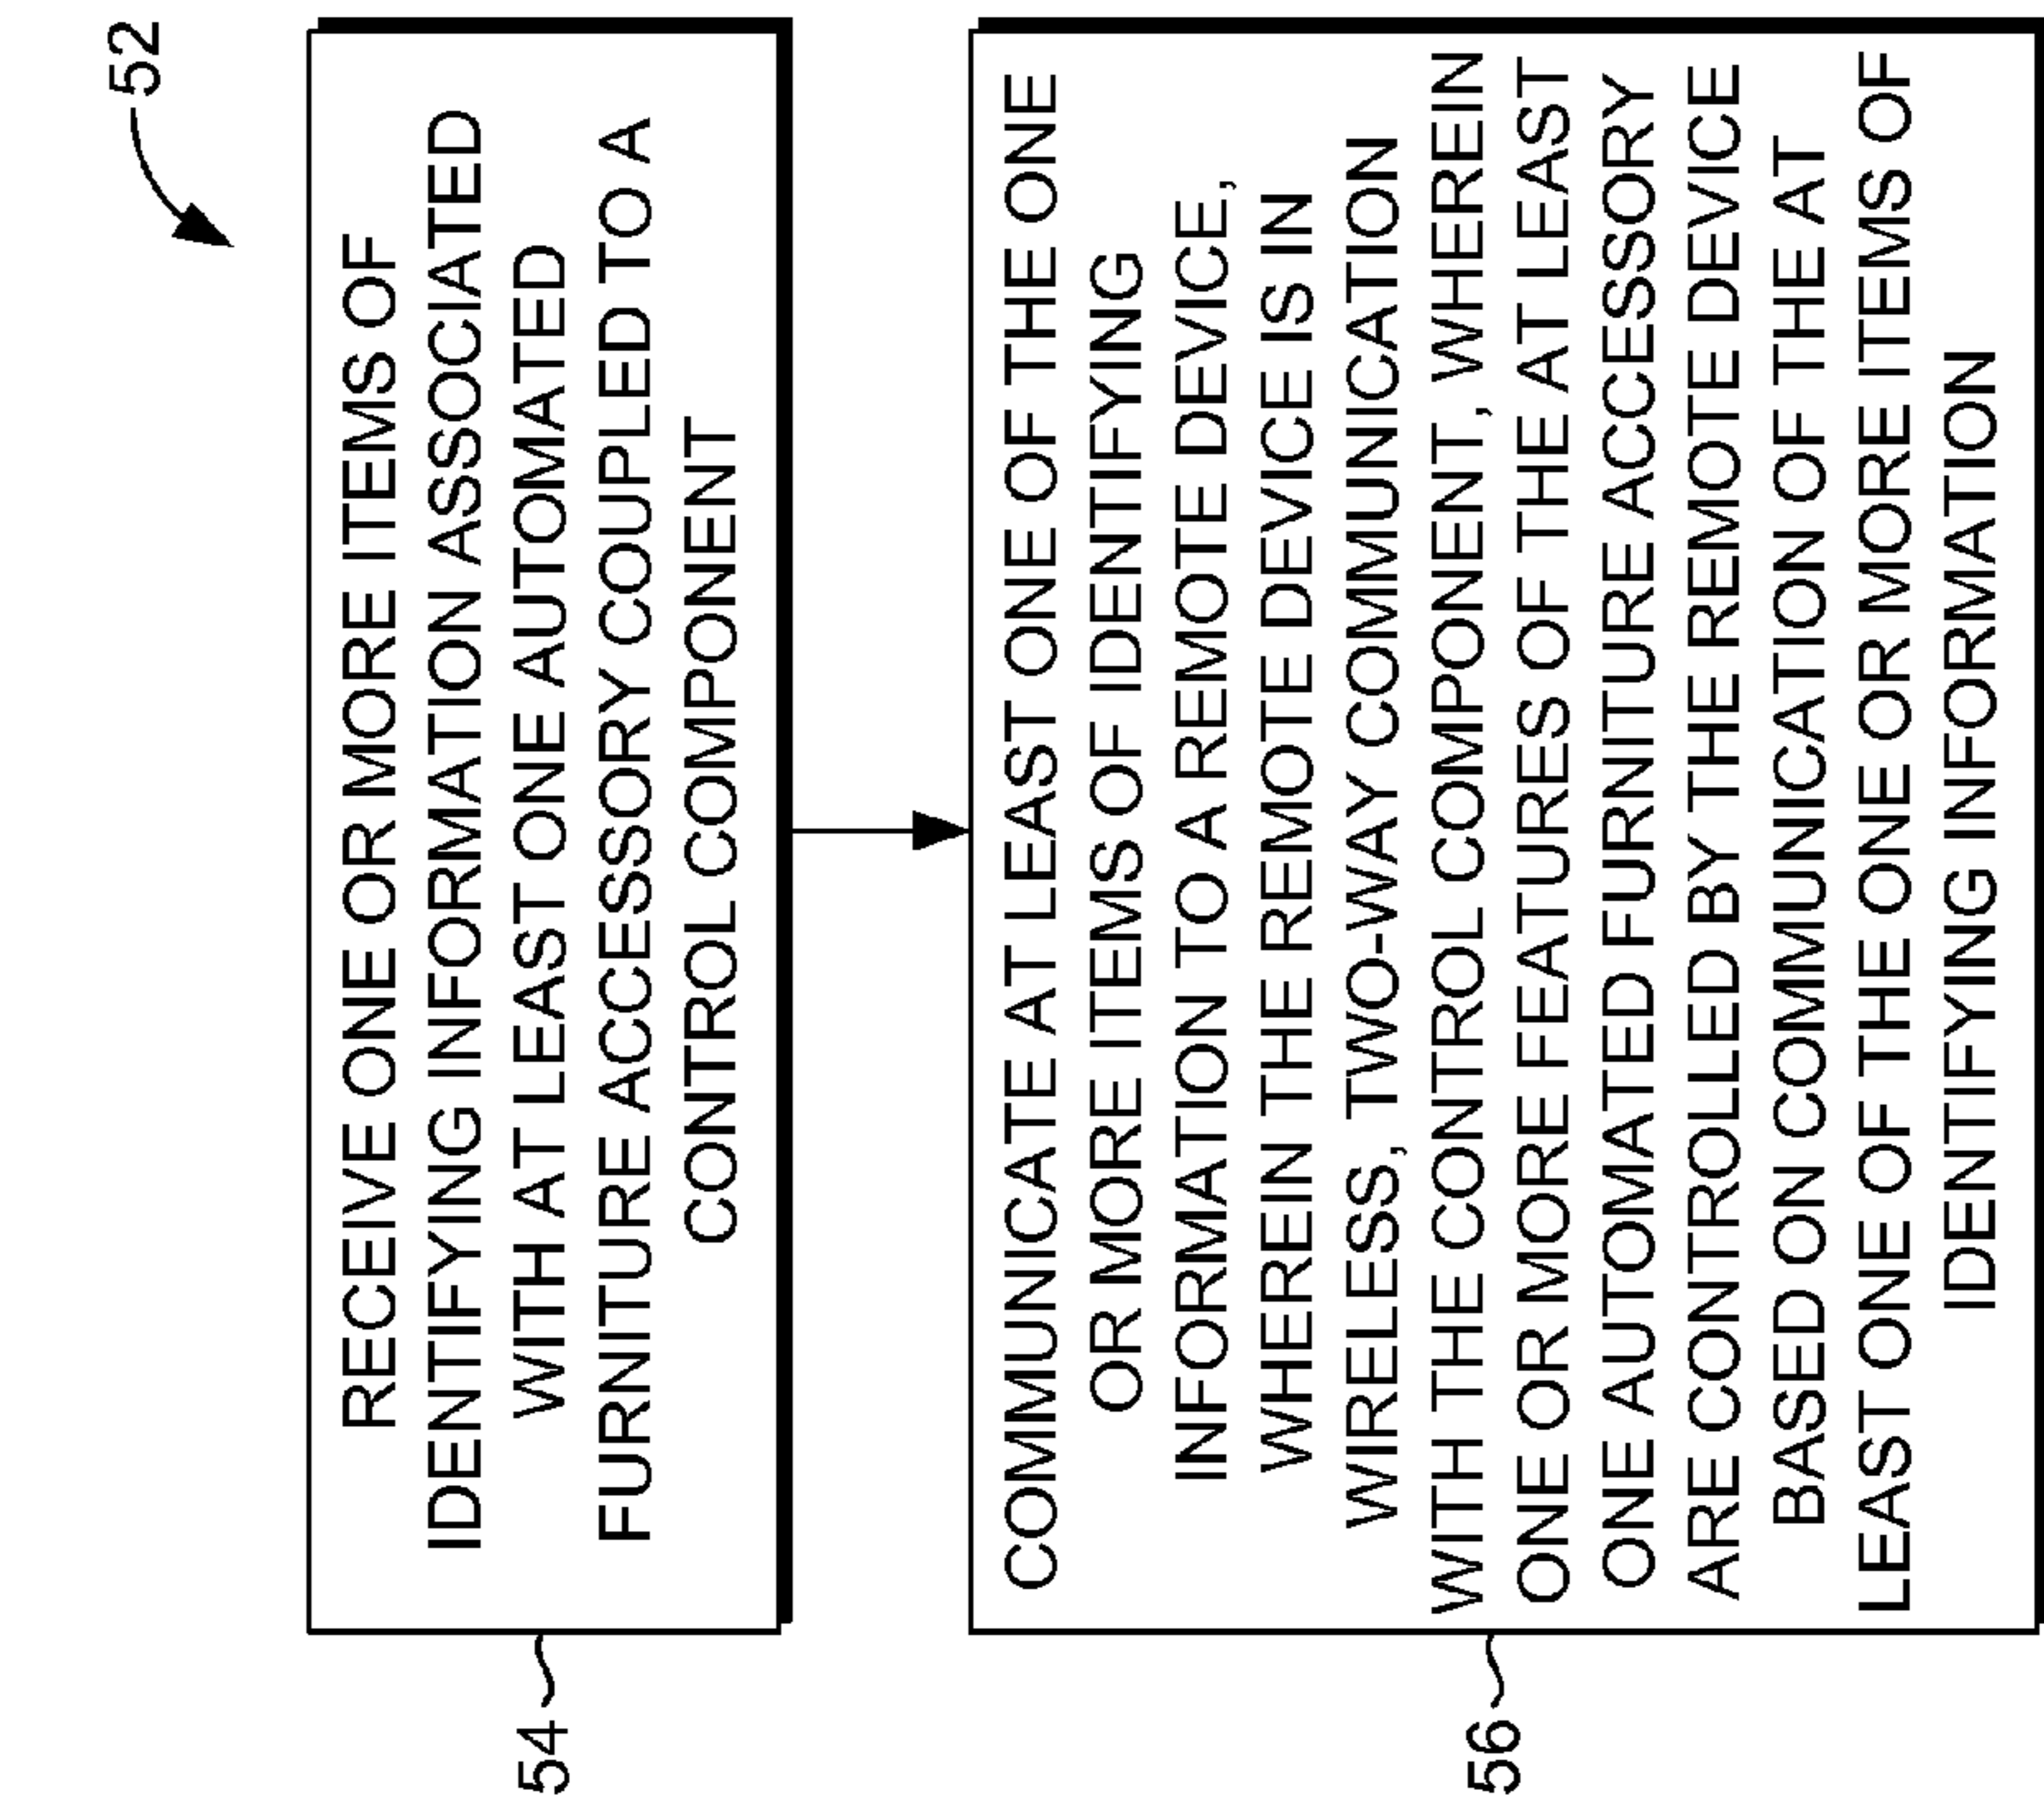 52
RECEIVE ONE OR MORE ITEMS OF
IDENTIFYING INFORMATION ASSOCIATED
WITH AT LEAST ONE AUTOMATED
FURNITURE ACCESSORY COUPLED TO A
CONTROL COMPONENT
54
COMMUNICATE AT LEAST ONE OF THE ONE
OR MORE ITEMS OF IDENTIFYING
INFORMATION TO A REMOTE DEVICE,
WHEREIN THE REMOTE DEVICE IS IN
WIRELESS, TWO-WAY COMMUNICATION
WITH THE CONTROL COMPONENT, WHEREIN
ONE OR MORE FEATURES OF THE AT LEAST
ONE AUTOMATED FURNITURE ACCESSORY
ARE CONTROLLED BY THE REMOTE DEVICE
BASED ON COMMUNICATION OF THE AT
LEAST ONE OF THE ONE OR MORE ITEMS OF
IDENTIFYING INFORMATION
56